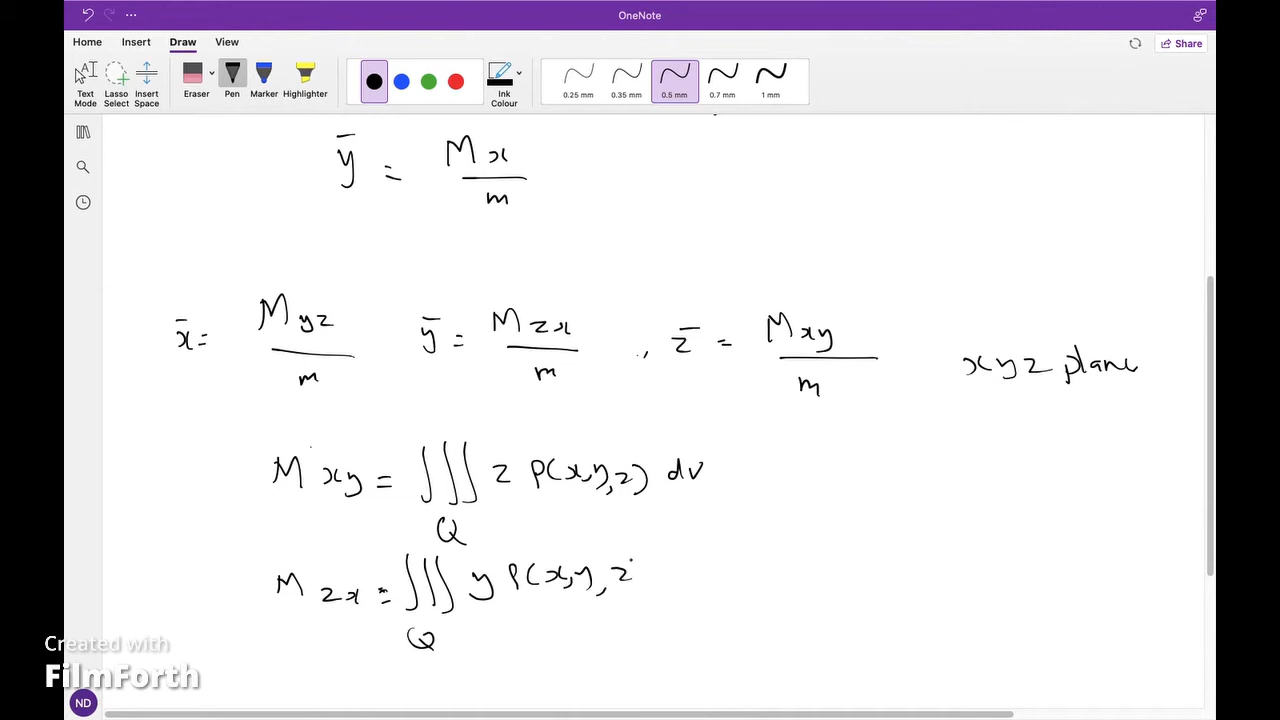 OneNote
Home Insert Draw View
Share
Text Mode
Lasso Select
Insert Space
Eraser
Pen
Marker
Highlighter
Ink Colour
0.25 mm 0.35 mm 0.5 mm 0.7 mm 1 mm
ȳ = Mx / m
x̄ = Myz / m ȳ = Mzx / m , z̄ = Mxy / m xyz plane
Mxy = ∫∫∫ z ρ(x,y,z) dv
Q
Mzx = ∫∫∫ y ρ(x,y,z
Q
Created with
FilmForth
ND